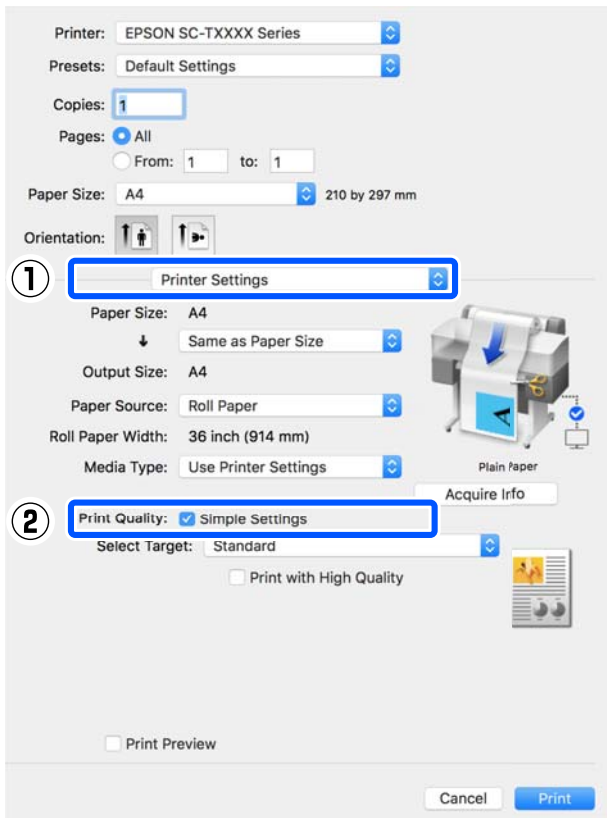 Printer: EPSON SC-TXXXX Series
Presets: Default Settings
Copies: 1
Pages: All
From: 1 to: 1
Paper Size: A4 210 by 297 mm
Orientation:
1 Printer Settings
Paper Size: A4
Same as Paper Size
Output Size: A4
Paper Source: Roll Paper
Roll Paper Width: 36 inch (914 mm)
Media Type: Use Printer Settings
Plain Paper
Acquire Info
2 Print Quality: Simple Settings
Select Target: Standard
Print with High Quality
Print Preview
Cancel Print